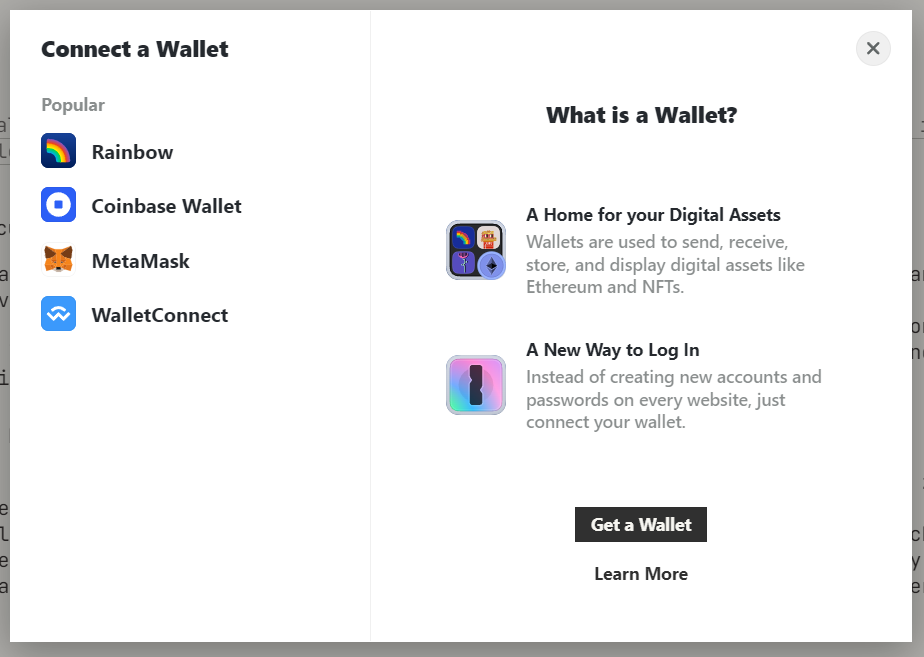 Connect a Wallet
Popular
Rainbow
Coinbase Wallet
MetaMask
WalletConnect
What is a Wallet?
A Home for your Digital Assets
Wallets are used to send, receive,
store, and display digital assets like
Ethereum and NFTs.
A New Way to Log In
Instead of creating new accounts and
passwords on every website, just
connect your wallet.
Get a Wallet
Learn More